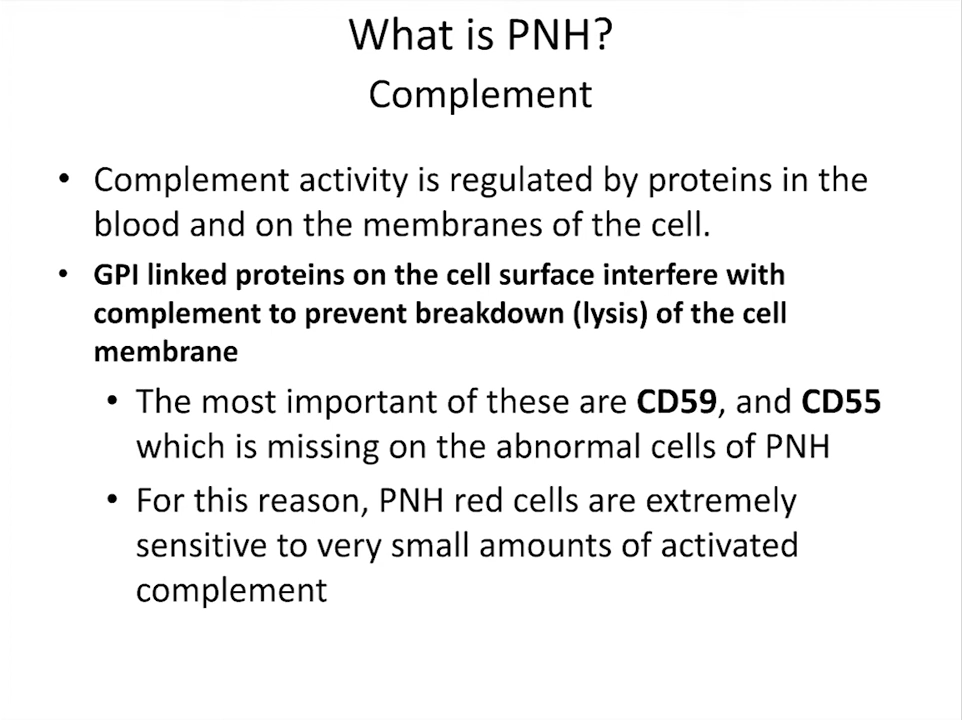 What is PNH?
Complement
• Complement activity is regulated by proteins in the
blood and on the membranes of the cell.
• GPI linked proteins on the cell surface interfere with
complement to prevent breakdown (lysis) of the cell
membrane
• The most important of these are CD59, and CD55
which is missing on the abnormal cells of PNH
• For this reason, PNH red cells are extremely
sensitive to very small amounts of activated
complement